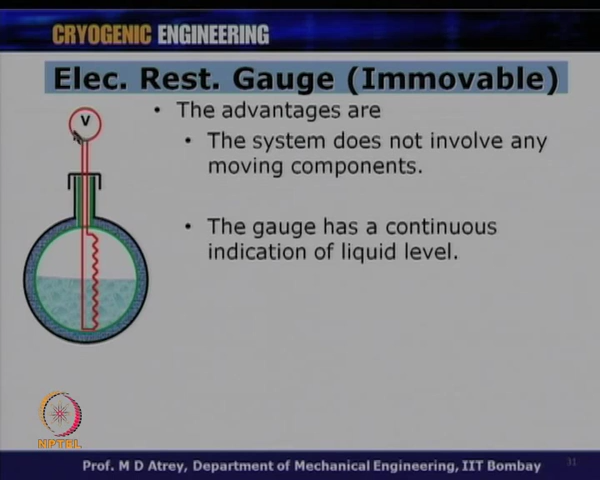 CRYOGENIC ENGINEERING
Elec. Rest. Gauge (Immovable)
• The advantages are
• The system does not involve any
moving components.
• The gauge has a continuous
indication of liquid level.
V
NPTEL
Prof. M D Atrey, Department of Mechanical Engineering, IIT Bombay
31